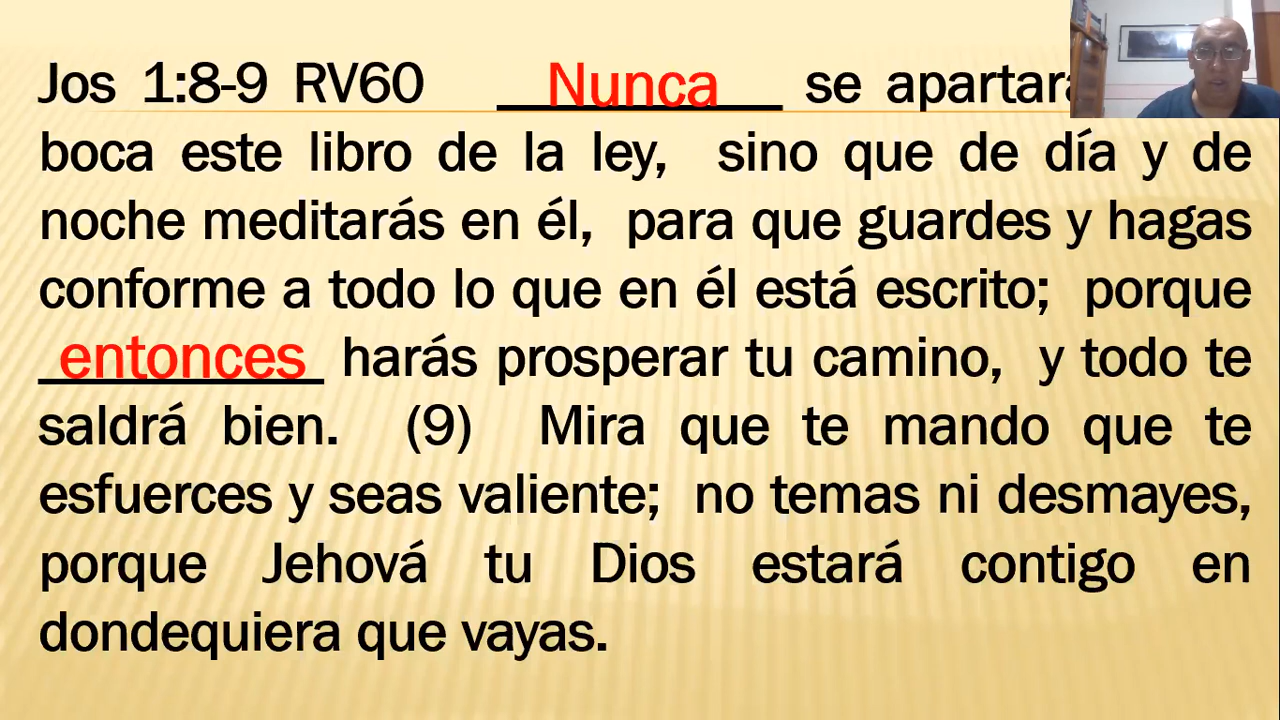 Jos 1:8-9 RV60 Nunca se apartará
boca este libro de la ley, sino que de día y de
noche meditarás en él, para que guardes y hagas
conforme a todo lo que en él está escrito; porque
entonces harás prosperar tu camino, y todo te
saldrá bien. (9) Mira que te mando que te
esfuerces y seas valiente; no temas ni desmayes,
porque Jehová tu Dios estará contigo en
dondequiera que vayas.